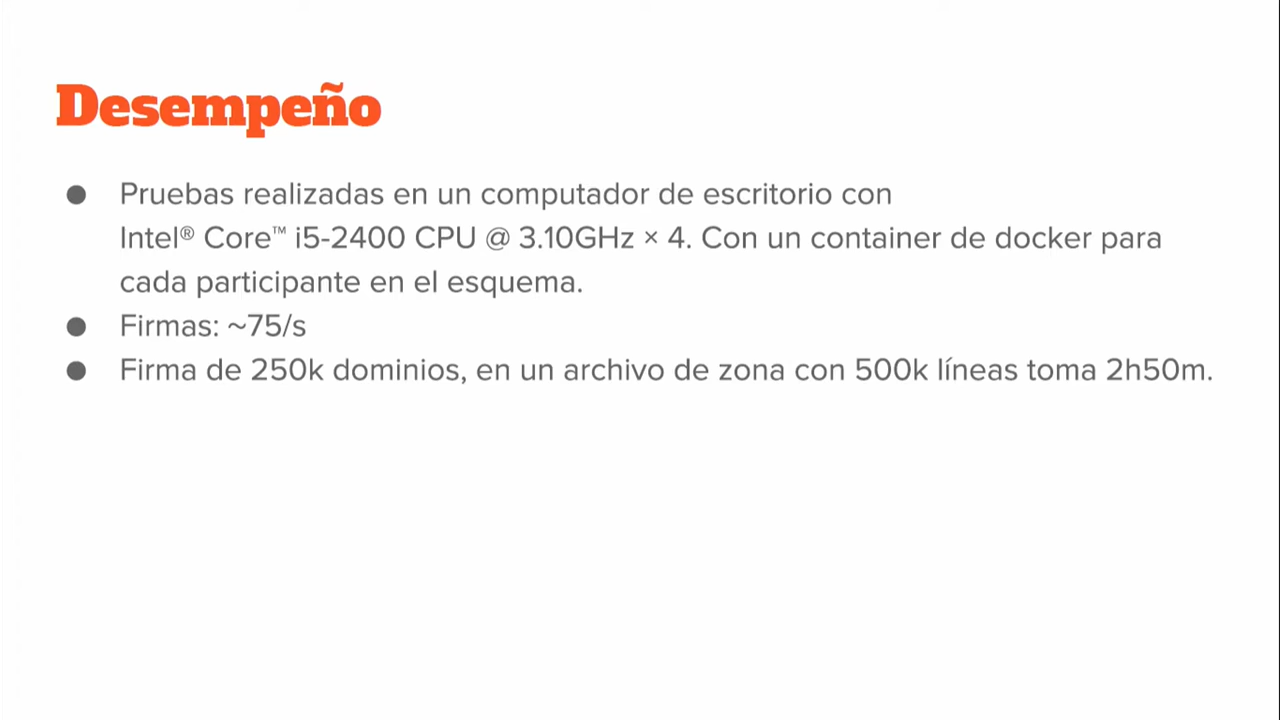 Desempeño
● Pruebas realizadas en un computador de escritorio con
Intel® Core™ i5-2400 CPU @ 3.10GHz × 4. Con un container de docker para
cada participante en el esquema.
● Firmas: ~75/s
● Firma de 250k dominios, en un archivo de zona con 500k líneas toma 2h50m.